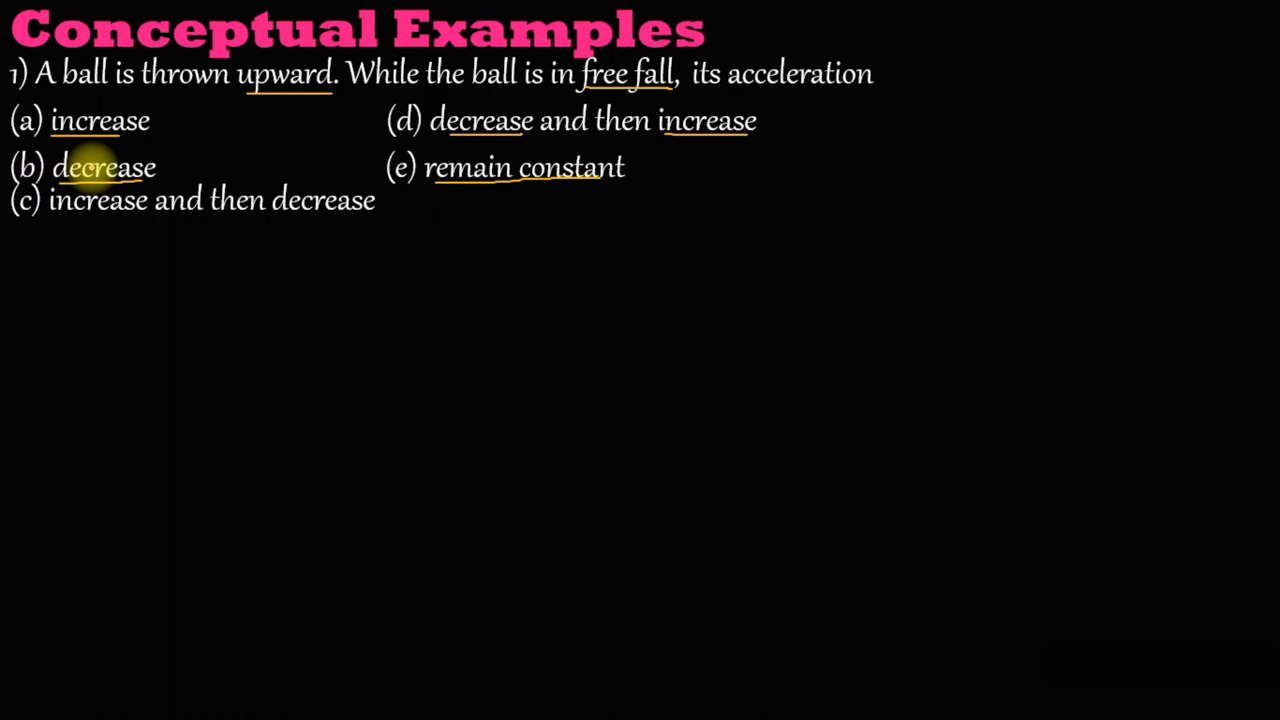 Conceptual Examples
1) A ball is thrown upward. While the ball is in free fall, its acceleration
(a) increase
(d) decrease and then increase
(b) decrease
(e) remain constant
(c) increase and then decrease